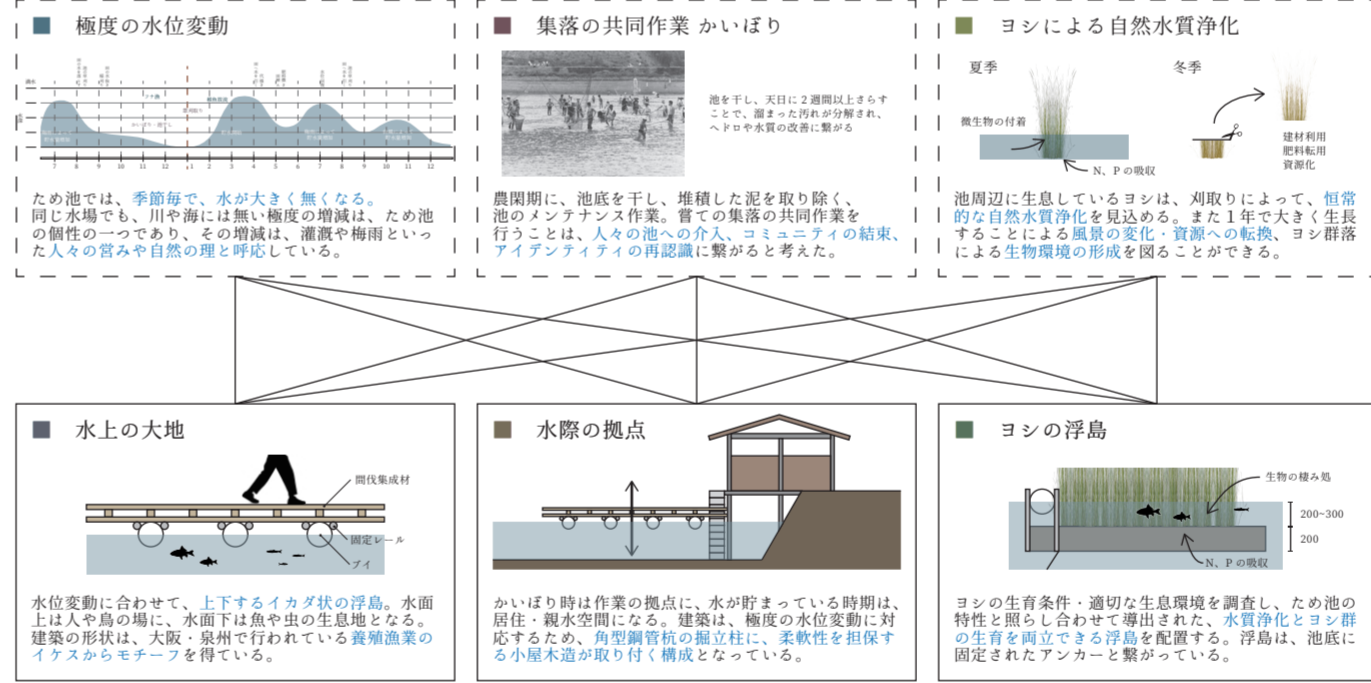 極度の水位変動
7
8
9
10
11
12
1
2
3
4
5
6
7
8
9
10
11
12
ため池では、季節毎で、水が大きく無くなる。
同じ水場でも、川や海には無い極度の増減は、ため池
の個性の一つであり、その増減は、灌漑や梅雨といっ
た人々の営みや自然の理と呼応している。
集落の共同作業 かいぼり
池を干し、天日に2週間以上さらす
ことで、溜まった汚れが分解され、
ヘドロや水質の改善に繋がる
農閑期に、池底を干し、堆積した泥を取り除く、
池のメンテナンス作業。嘗ての集落の共同作業を
行うことは、人々の池への介入、コミュニティの結束、
アイデンティティの再認識に繋がると考えた。
ヨシによる自然水質浄化
夏季
冬季
微生物の付着
N、Pの吸収
建材利用
肥料転用
資源化
池周辺に生息しているヨシは、刈取りによって、恒常
的な自然水質浄化を見込める。また1年で大きく生長
することによる風景の変化・資源への転換、ヨシ群落
による生物環境の形成を図ることができる。
水上の大地
間伐集成材
固定レール
ブイ
水位変動に合わせて、上下するイカダ状の浮島。水面
上は人や鳥の場に、水面下は魚や虫の生息地となる。
建築の形状は、大阪・泉州で行われている養殖漁業の
イケスからモチーフを得ている。
水際の拠点
かいぼり時は作業の拠点に、水が貯まっている時期は、
居住・親水空間になる。建築は、極度の水位変動に対
応するため、角型鋼管杭の掘立柱に、柔軟性を担保す
る小屋木造が取り付く構成となっている。
ヨシの浮島
生物の棲み処
200~300
200
N、Pの吸収
ヨシの生育条件・適切な生息環境を調査し、ため池の
特性と照らし合わせて導出された、水質浄化とヨシ群
の生育を両立できる浮島を配置する。浮島は、池底に
固定されたアンカーと繋がっている。